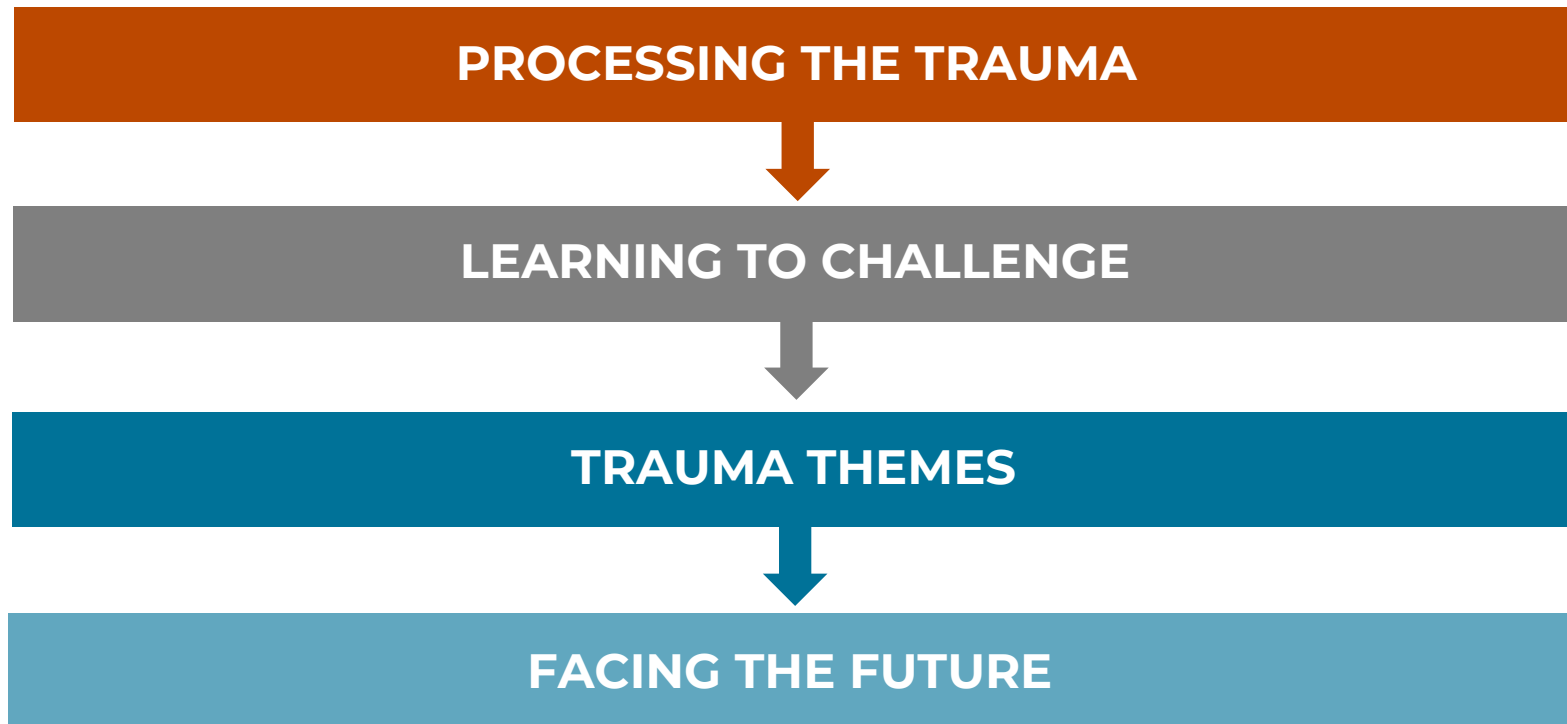 PROCESSING THE TRAUMA
LEARNING TO CHALLENGE
TRAUMA THEMES
FACING THE FUTURE